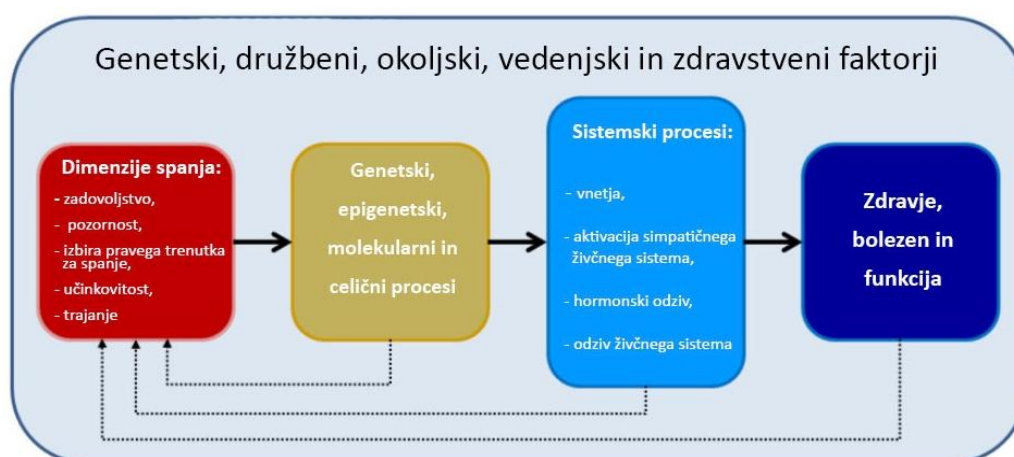 Genetski, družbeni, okoljski, vedenjski in zdravstveni faktorji
Dimenzije spanja:
- zadovoljstvo,
- pozornost,
- izbira pravega trenutka
za spanje,
- učinkovitost,
- trajanje
Genetski,
epigenetski,
molekularni in
celični procesi
Sistemski procesi:
- vnetja,
- aktivacija simpatičnega
živčnega sistema,
- hormonski odziv,
- odziv živčnega sistema
Zdravje,
bolezen in
funkcija